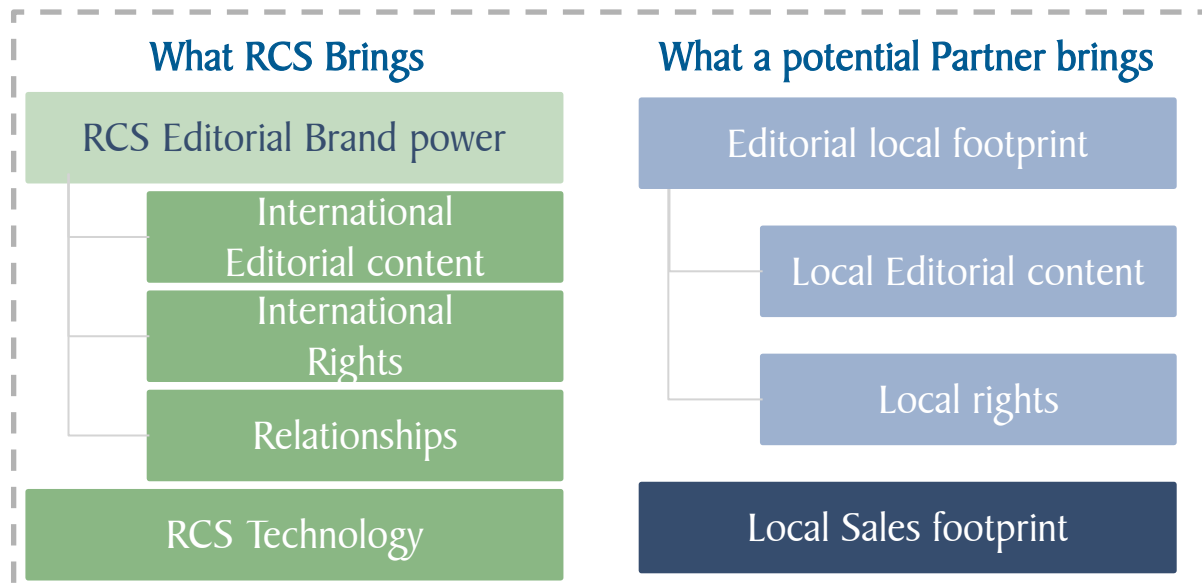 What RCS Brings
RCS Editorial Brand power
International
Editorial content
International
Rights
Relationships
RCS Technology
What a potential Partner brings
Editorial local footprint
Local Editorial content
Local rights
Local Sales footprint